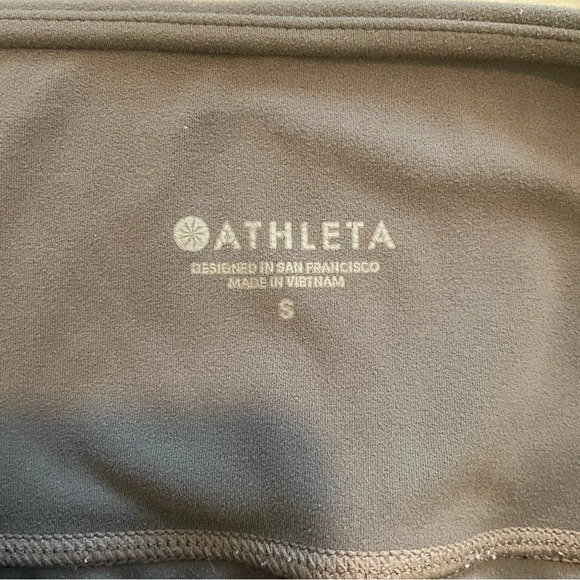 ATHLETA
DESIGNED IN SAN FRANCISCO
MADE IN VIETNAM
S